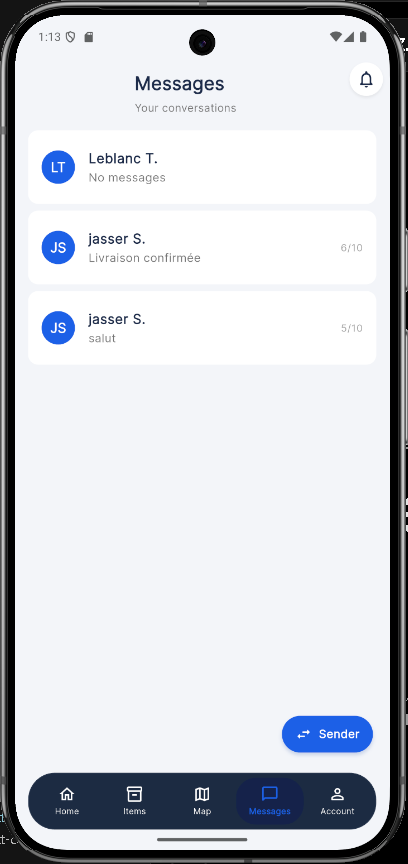 1:13
Messages
Your conversations
LT
Leblanc T.
No messages
JS
jasser S.
Livraison confirmée
6/10
JS
jasser S.
salut
5/10
Sender
Home
Items
Map
Messages
Account